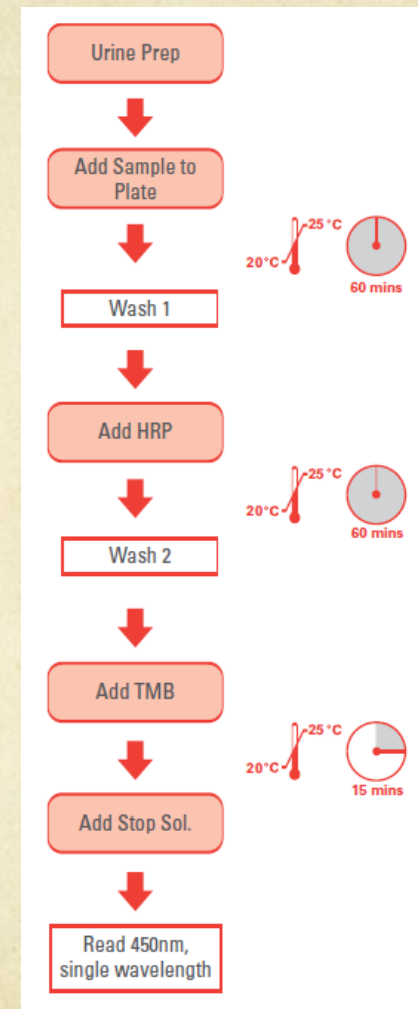 Urine Prep
Add Sample to
Plate
25 °C
20°C
60 mins
Wash 1
Add HRP
25 °C
20°C
60 mins
Wash 2
Add TMB
25 °C
20°C
15 mins
Add Stop Sol.
Read 450nm,
single wavelength